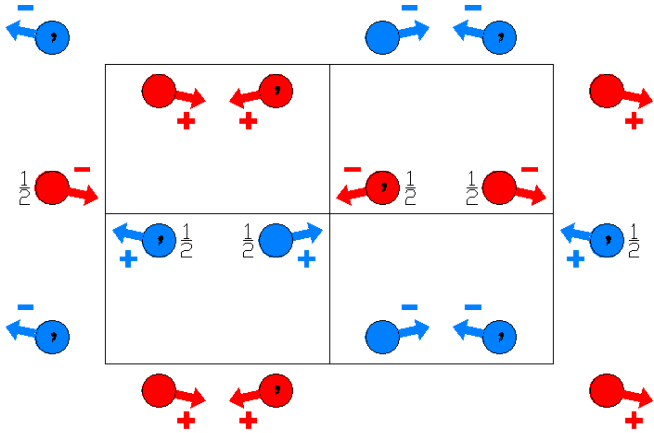 - - -
, ,
,
+ + +
- - -
1/2 , 1/2 1/2
, 1/2 1/2 , 1/2
+ + +
- - -
, ,
,
+ + +